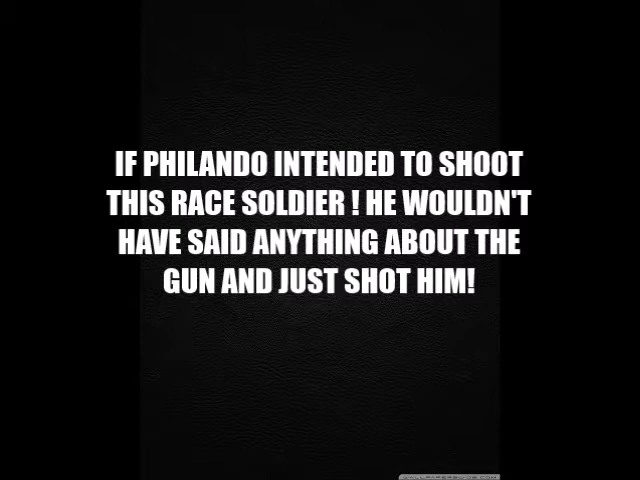 IF PHILANDO INTENDED TO SHOOT
THIS RACE SOLDIER ! HE WOULDN'T
HAVE SAID ANYTHING ABOUT THE
GUN AND JUST SHOT HIM!